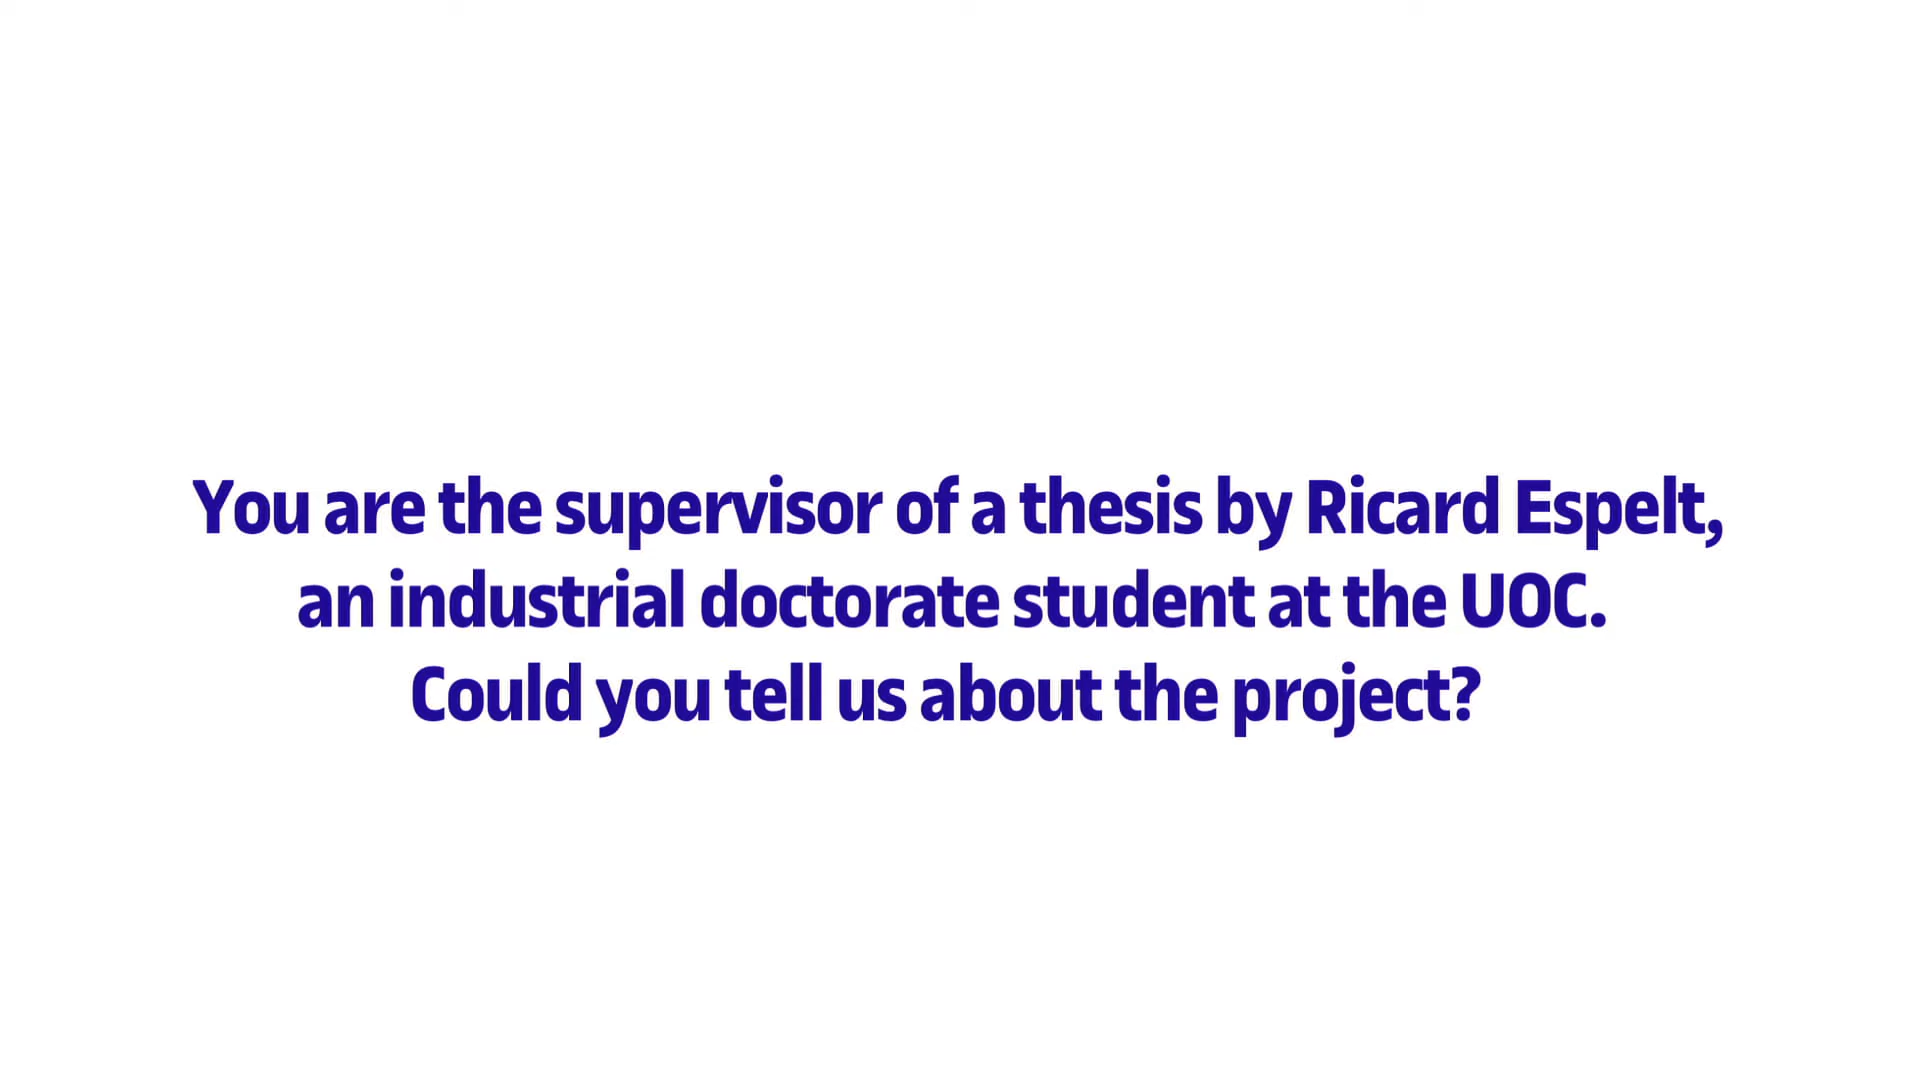 You are the supervisor of a thesis by Ricard Espelt,
an industrial doctorate student at the UOC.
Could you tell us about the project?